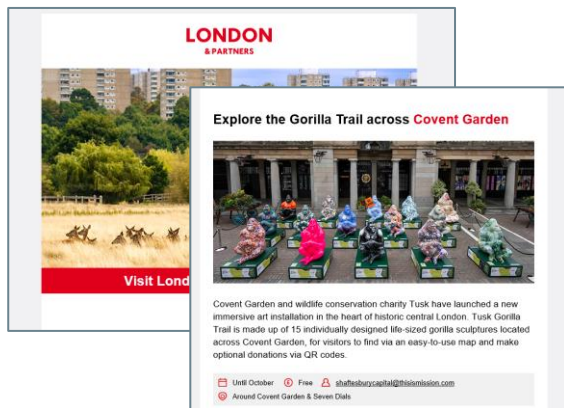 LONDON
& PARTNERS
Visit Lond
Explore the Gorilla Trail across Covent Garden
Covent Garden and wildlife conservation charity Tusk have launched a new
immersive art installation in the heart of historic central London. Tusk Gorilla
Trail is made up of 15 individually designed life-sized gorilla sculptures located
across Covent Garden, for visitors to find via an easy-to-use map and make
optional donations via QR codes.
Until October Free shaftesburycapital@thisismission.com
Around Covent Garden & Seven Dials